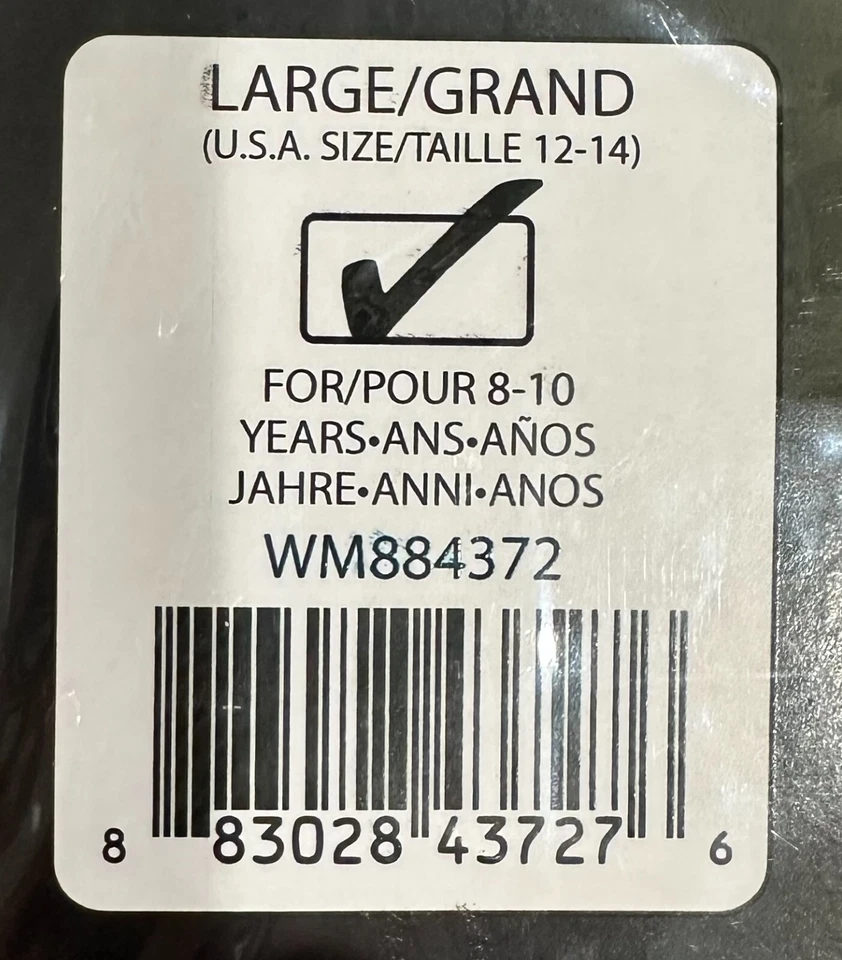 LARGE/GRAND
(U.S.A. SIZE/TAILLE 12-14)
FOR/POUR 8-10
YEARS•ANS•AÑOS
JAHRE•ANNI•ANOS
WM884372
8 83028 43727 6